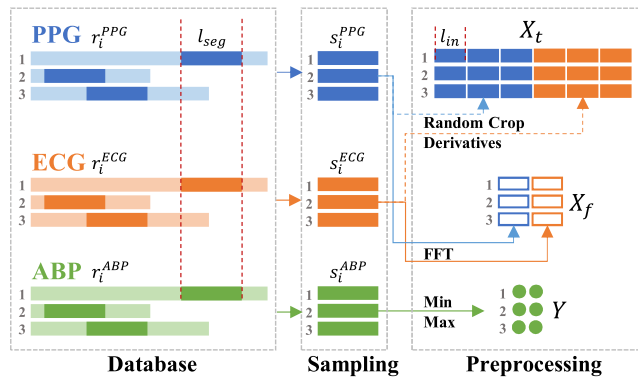 PPG r_i^{PPG} l_{seg}
1
2
3
ECG r_i^{ECG}
1
2
3
ABP r_i^{ABP}
1
2
3
Database
s_i^{PPG}
1
2
3
s_i^{ECG}
1
2
3
s_i^{ABP}
1
2
3
Sampling
l_{in} X_t
1
2
3
Random Crop
Derivatives
1
2
3
X_f
FFT
Min
Max
1
2
3
Y
Preprocessing